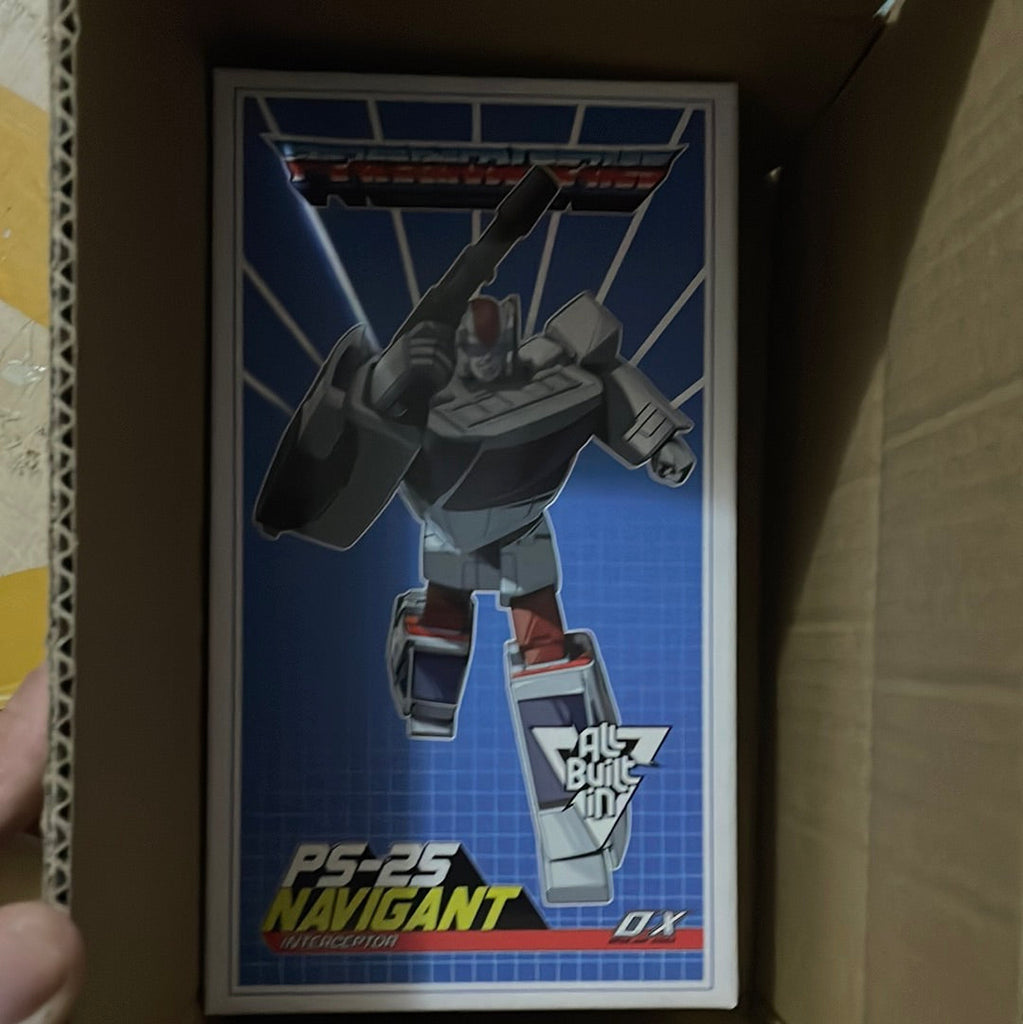 PS-25
NAVIGANT
INTERCEPTOR
All
Built
in
DX